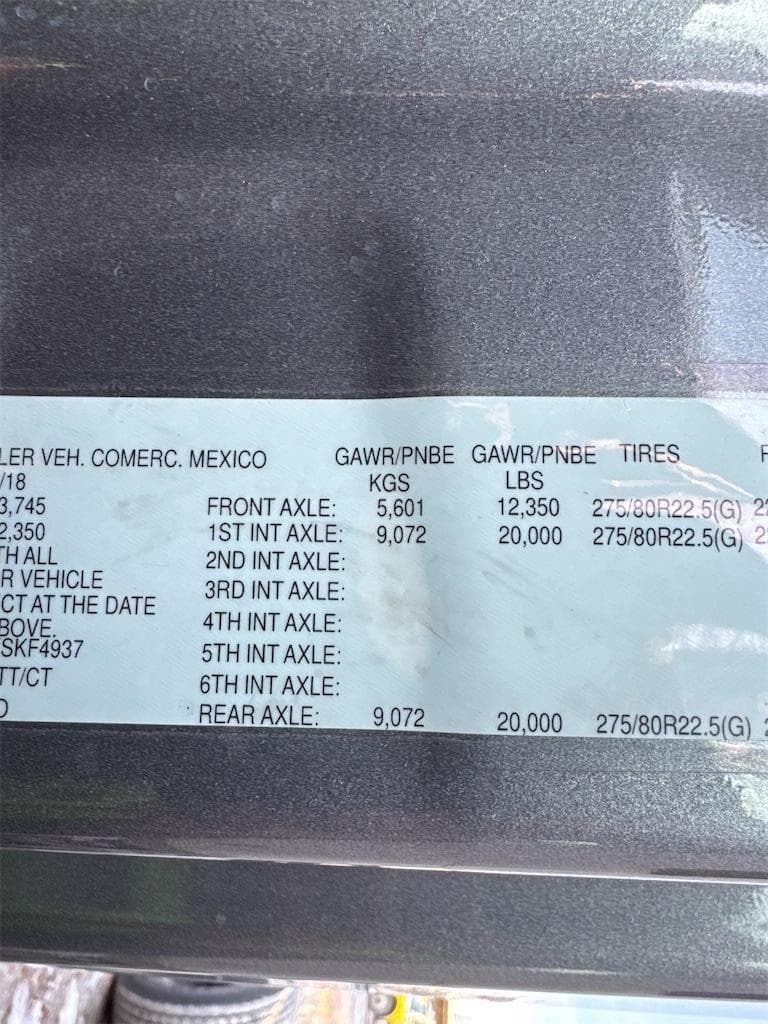 LER VEH. COMERC. MEXICO GAWR/PNBE GAWR/PNBE TIRES
/18 KGS LBS
3,745 FRONT AXLE: 5,601 12,350 275/80R22.5(G)
2,350 1ST INT AXLE: 9,072 20,000 275/80R22.5(G)
TH ALL 2ND INT AXLE:
R VEHICLE 3RD INT AXLE:
CT AT THE DATE 4TH INT AXLE:
BOVE.
SKF4937 5TH INT AXLE:
TT/CT 6TH INT AXLE:
REAR AXLE: 9,072 20,000 275/80R22.5(G)